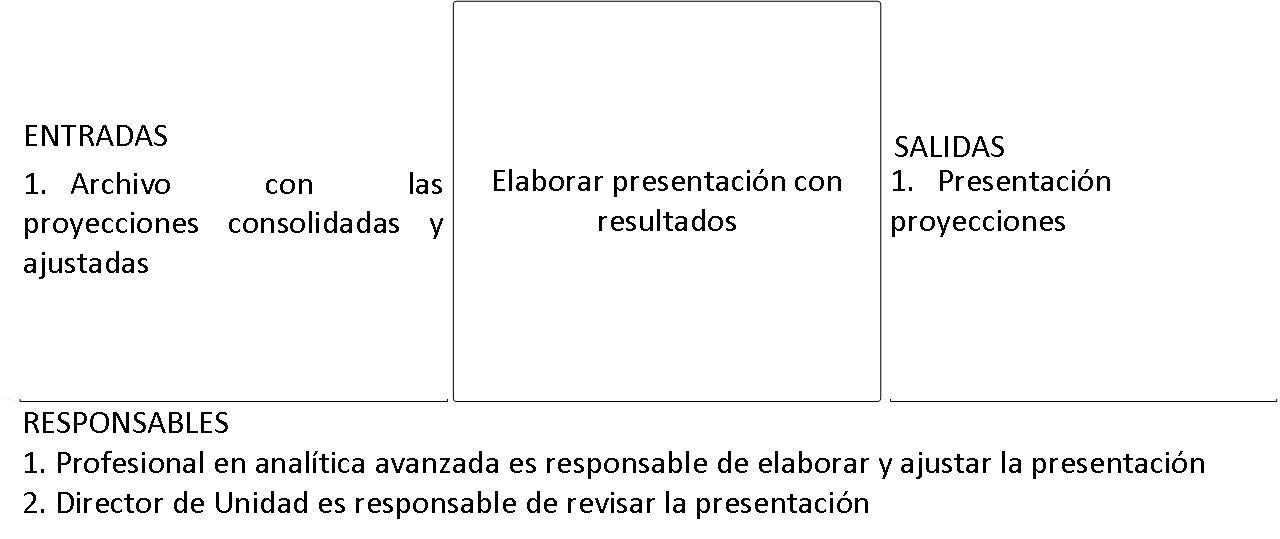 ENTRADAS
1. Archivo con las
proyecciones consolidadas y
ajustadas
Elaborar presentación con
resultados
SALIDAS
1. Presentación
proyecciones
RESPONSABLES
1. Profesional en analítica avanzada es responsable de elaborar y ajustar la presentación
2. Director de Unidad es responsable de revisar la presentación